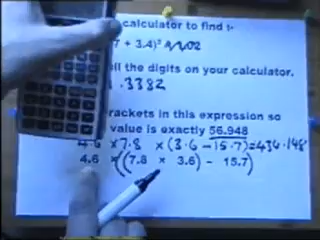 calculator to find :-
7 + 3.4)²
ll the digits on your calculator.
1.3382
rackets in this expression so
value is exactly 56.948
4.6 × 7.8 × (3.6 - 15.7) = 434.148
4.6 × ((7.8 × 3.6) - 15.7)